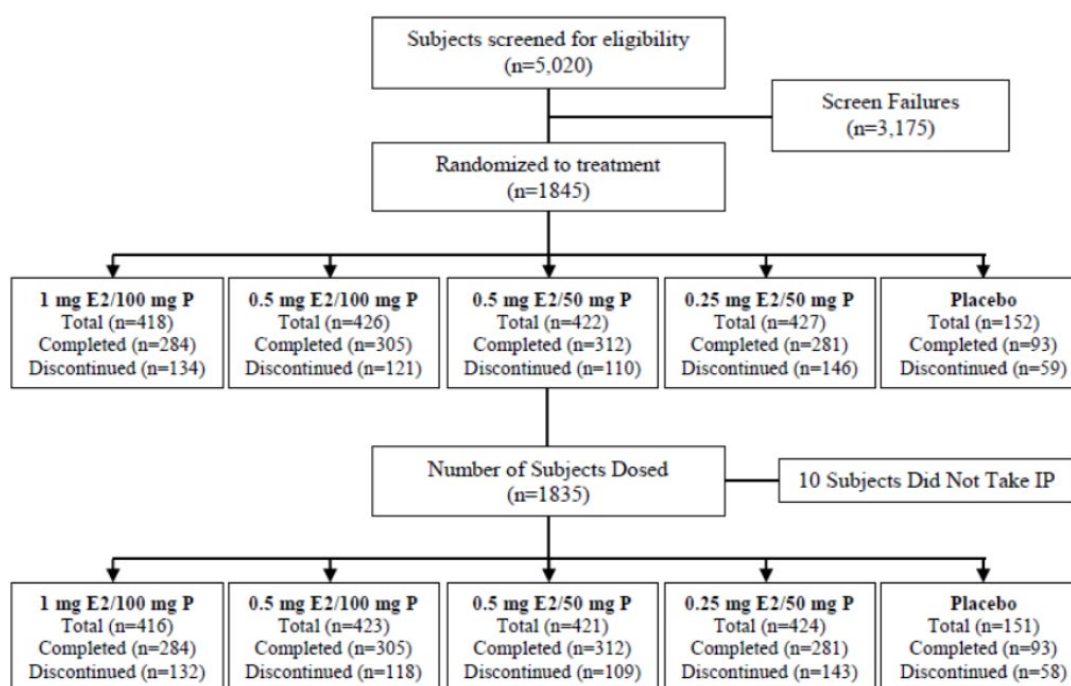 Subjects screened for eligibility
(n=5,020)
Screen Failures
(n=3,175)
Randomized to treatment
(n=1845)
1 mg E2/100 mg P
Total (n=418)
Completed (n=284)
Discontinued (n=134)
0.5 mg E2/100 mg P
Total (n=426)
Completed (n=305)
Discontinued (n=121)
0.5 mg E2/50 mg P
Total (n=422)
Completed (n=312)
Discontinued (n=110)
0.25 mg E2/50 mg P
Total (n=427)
Completed (n=281)
Discontinued (n=146)
Placebo
Total (n=152)
Completed (n=93)
Discontinued (n=59)
Number of Subjects Dosed
(n=1835)
10 Subjects Did Not Take IP
1 mg E2/100 mg P
Total (n=416)
Completed (n=284)
Discontinued (n=132)
0.5 mg E2/100 mg P
Total (n=423)
Completed (n=305)
Discontinued (n=118)
0.5 mg E2/50 mg P
Total (n=421)
Completed (n=312)
Discontinued (n=109)
0.25 mg E2/50 mg P
Total (n=424)
Completed (n=281)
Discontinued (n=143)
Placebo
Total (n=151)
Completed (n=93)
Discontinued (n=58)